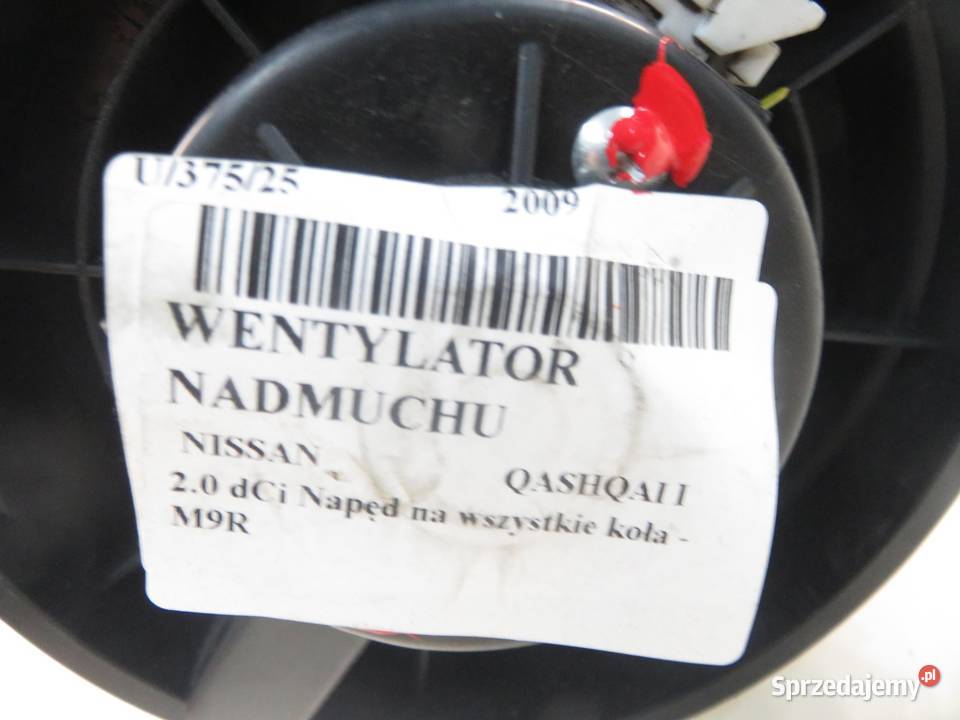 U/375/25
2009
WENTYLATOR
NADMUCHU
NISSAN QASHQAI I
2.0 dCi Napęd na wszystkie koła -
M9R
Sprzedajemy.pl